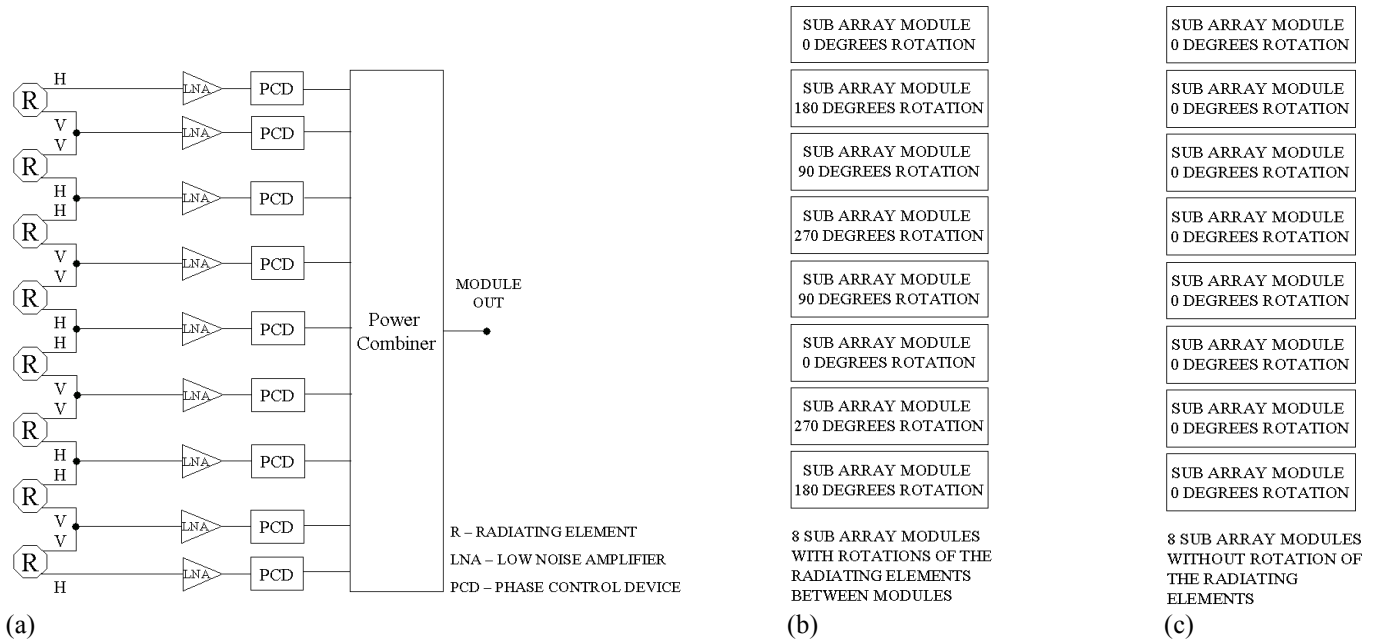 H
R
LNA
PCD
V
LNA
PCD
V
R
H
LNA
PCD
H
R
V
LNA
PCD
V
R
H
LNA
PCD
H
R
V
LNA
PCD
V
R
H
LNA
PCD
H
R
V
LNA
PCD
V
R
H
LNA
PCD
Power
Combiner
MODULE
OUT
R – RADIATING ELEMENT
LNA – LOW NOISE AMPLIFIER
PCD – PHASE CONTROL DEVICE
(a)
SUB ARRAY MODULE
0 DEGREES ROTATION
SUB ARRAY MODULE
180 DEGREES ROTATION
SUB ARRAY MODULE
90 DEGREES ROTATION
SUB ARRAY MODULE
270 DEGREES ROTATION
SUB ARRAY MODULE
90 DEGREES ROTATION
SUB ARRAY MODULE
0 DEGREES ROTATION
SUB ARRAY MODULE
270 DEGREES ROTATION
SUB ARRAY MODULE
180 DEGREES ROTATION
8 SUB ARRAY MODULES
WITH ROTATIONS OF THE
RADIATING ELEMENTS
BETWEEN MODULES
(b)
SUB ARRAY MODULE
0 DEGREES ROTATION
SUB ARRAY MODULE
0 DEGREES ROTATION
SUB ARRAY MODULE
0 DEGREES ROTATION
SUB ARRAY MODULE
0 DEGREES ROTATION
SUB ARRAY MODULE
0 DEGREES ROTATION
SUB ARRAY MODULE
0 DEGREES ROTATION
SUB ARRAY MODULE
0 DEGREES ROTATION
SUB ARRAY MODULE
0 DEGREES ROTATION
8 SUB ARRAY MODULES
WITHOUT ROTATION OF
THE RADIATING
ELEMENTS
(c)